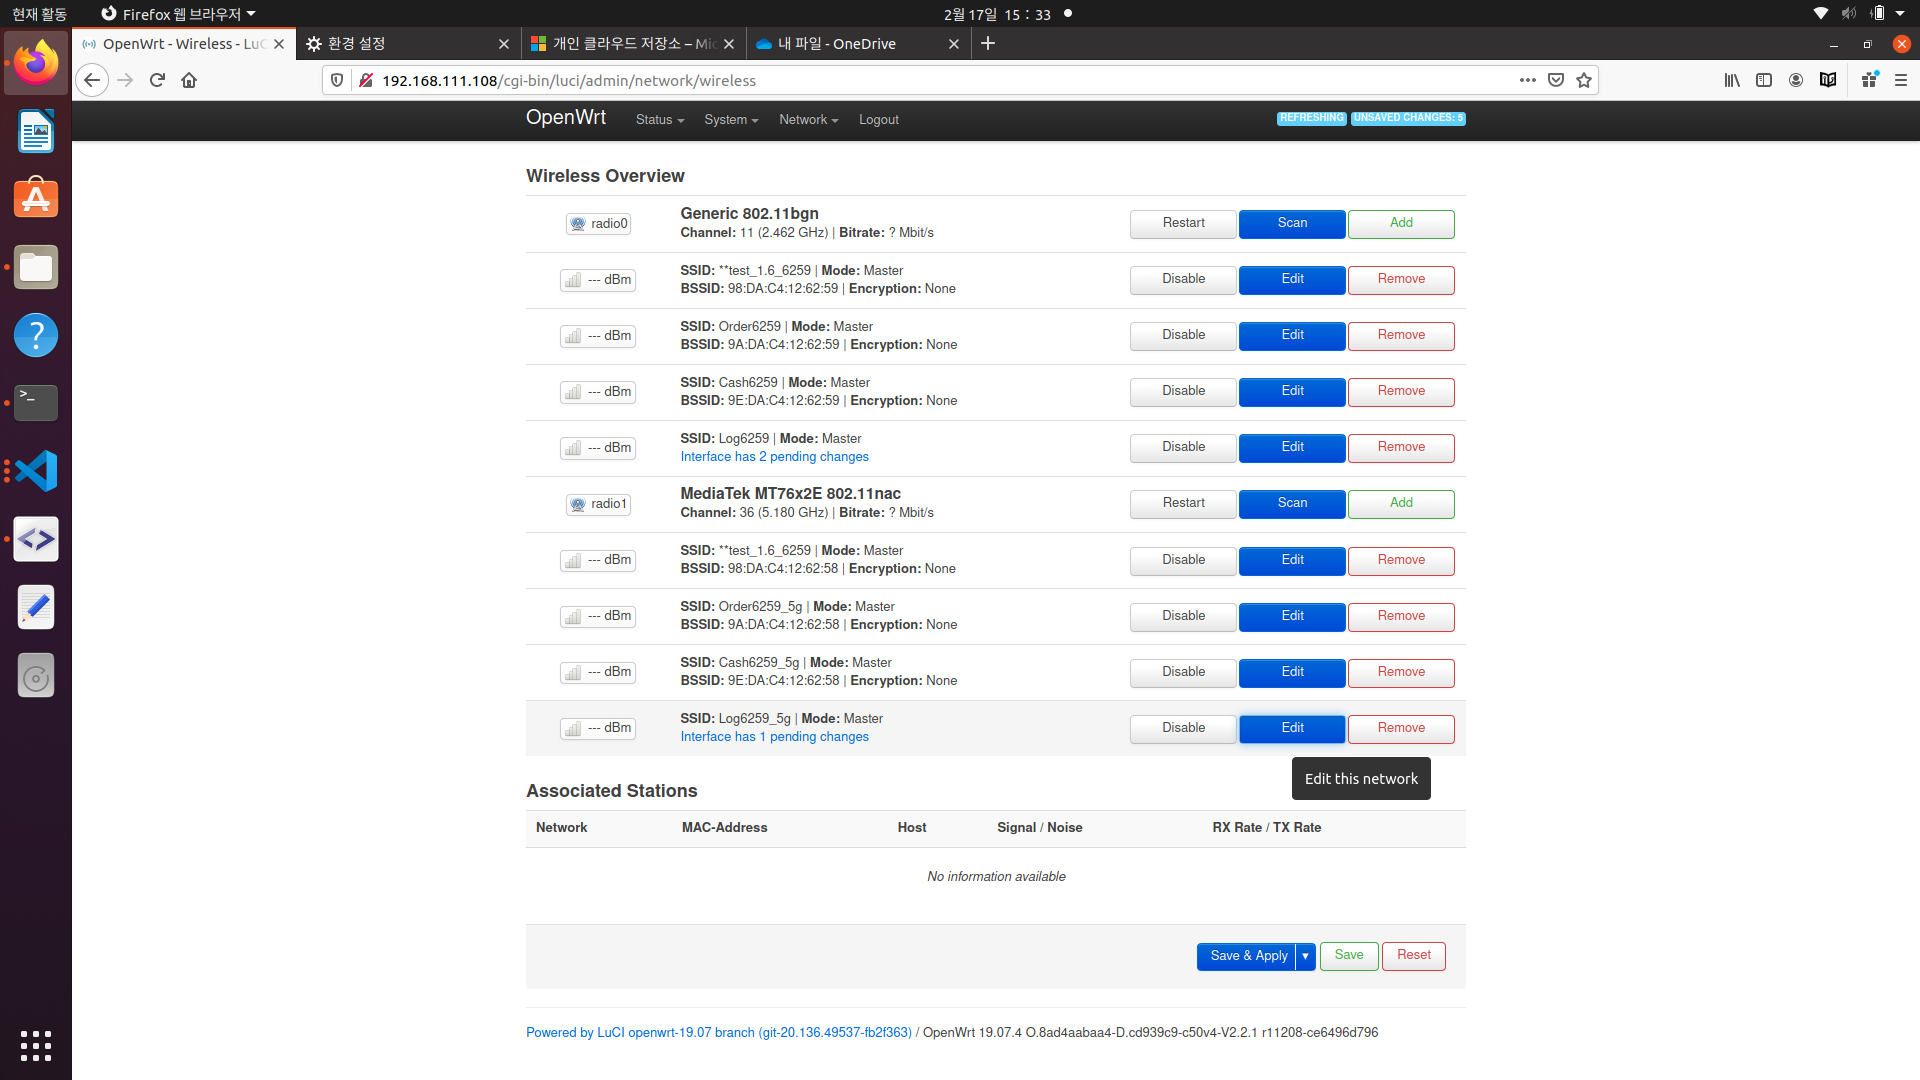 현재 활동
Firefox 웹 브라우저
2월 17일 15 : 33
OpenWrt - Wireless - LuC
환경 설정
개인 클라우드 저장소 – Mic
내 파일 - OneDrive
192.168.111.108/cgi-bin/luci/admin/network/wireless
OpenWrt Status System Network Logout REFRESHING UNSAVED CHANGES: 5
Wireless Overview
radio0
Generic 802.11bgn
Channel: 11 (2.462 GHz) | Bitrate: ? Mbit/s
Restart Scan Add
--- dBm
SSID: **test_1.6_6259 | Mode: Master
BSSID: 98:DA:C4:12:62:59 | Encryption: None
Disable Edit Remove
--- dBm
SSID: Order6259 | Mode: Master
BSSID: 9A:DA:C4:12:62:59 | Encryption: None
Disable Edit Remove
--- dBm
SSID: Cash6259 | Mode: Master
BSSID: 9E:DA:C4:12:62:59 | Encryption: None
Disable Edit Remove
--- dBm
SSID: Log6259 | Mode: Master
Interface has 2 pending changes
Disable Edit Remove
radio1
MediaTek MT76x2E 802.11nac
Channel: 36 (5.180 GHz) | Bitrate: ? Mbit/s
Restart Scan Add
--- dBm
SSID: **test_1.6_6259 | Mode: Master
BSSID: 98:DA:C4:12:62:58 | Encryption: None
Disable Edit Remove
--- dBm
SSID: Order6259_5g | Mode: Master
BSSID: 9A:DA:C4:12:62:58 | Encryption: None
Disable Edit Remove
--- dBm
SSID: Cash6259_5g | Mode: Master
BSSID: 9E:DA:C4:12:62:58 | Encryption: None
Disable Edit Remove
--- dBm
SSID: Log6259_5g | Mode: Master
Interface has 1 pending changes
Disable Edit Remove
Edit this network
Associated Stations
Network MAC-Address Host Signal / Noise RX Rate / TX Rate
No information available
Save & Apply Save Reset
Powered by LuCI openwrt-19.07 branch (git-20.136.49537-fb2f363) / OpenWrt 19.07.4 O.8ad4aabaa4-D.cd939c9-c50v4-V2.2.1 r11208-ce6496d796